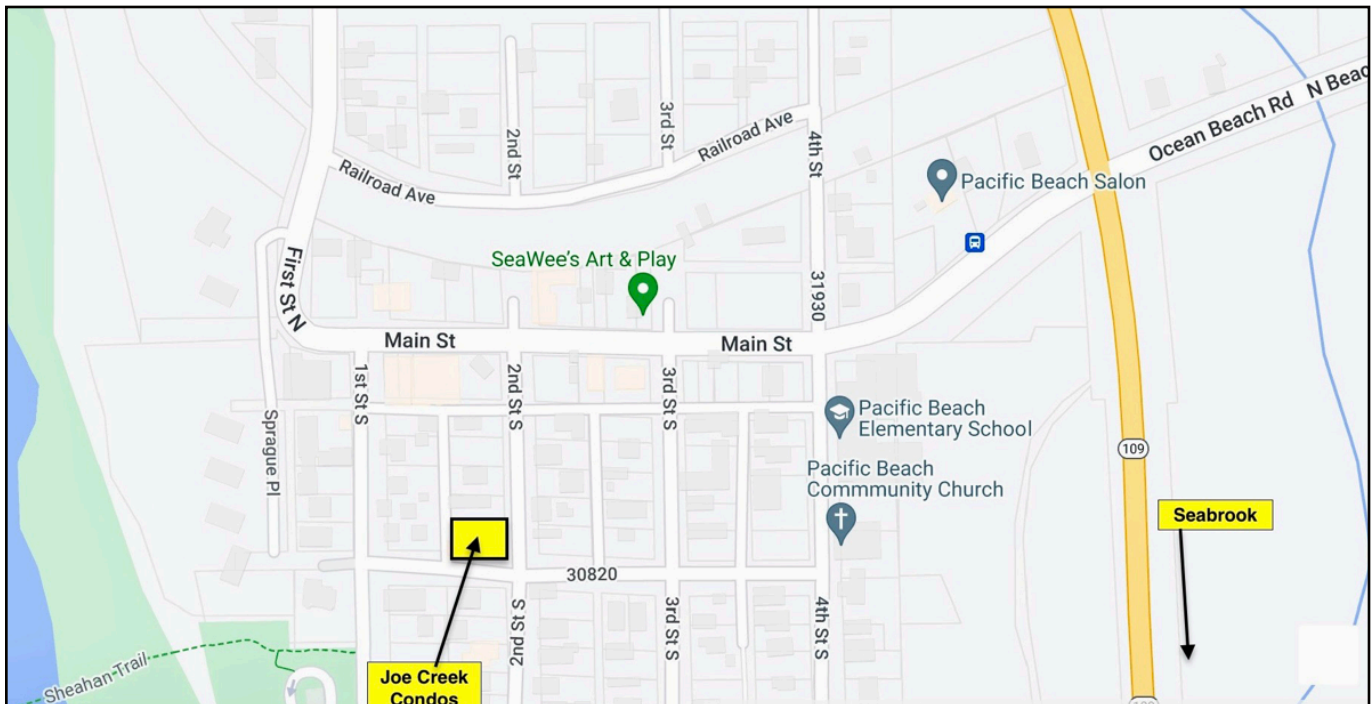 Ocean Beach Rd
N Beac
2nd St
3rd St
Railroad Ave
4th St
Railroad Ave
Pacific Beach Salon
First St N
SeaWee's Art & Play
31930
Main St
Main St
1st St S
2nd St S
3rd St S
Sprague Pl
Pacific Beach
Elementary School
109
Pacific Beach
Commmunity Church
Seabrook
30820
2nd St S
3rd St S
4th St S
Sheahan Trail
Joe Creek
Condos